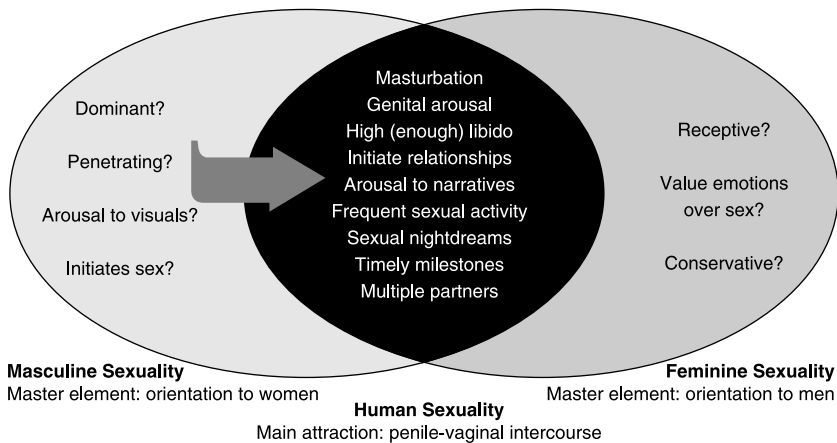 Dominant?
Penetrating?
Arousal to visuals?
Initiates sex?
Masturbation
Genital arousal
High (enough) libido
Initiate relationships
Arousal to narratives
Frequent sexual activity
Sexual nightdreams
Timely milestones
Multiple partners
Receptive?
Value emotions
over sex?
Conservative?
Masculine Sexuality
Master element: orientation to women
Feminine Sexuality
Master element: orientation to men
Human Sexuality
Main attraction: penile-vaginal intercourse